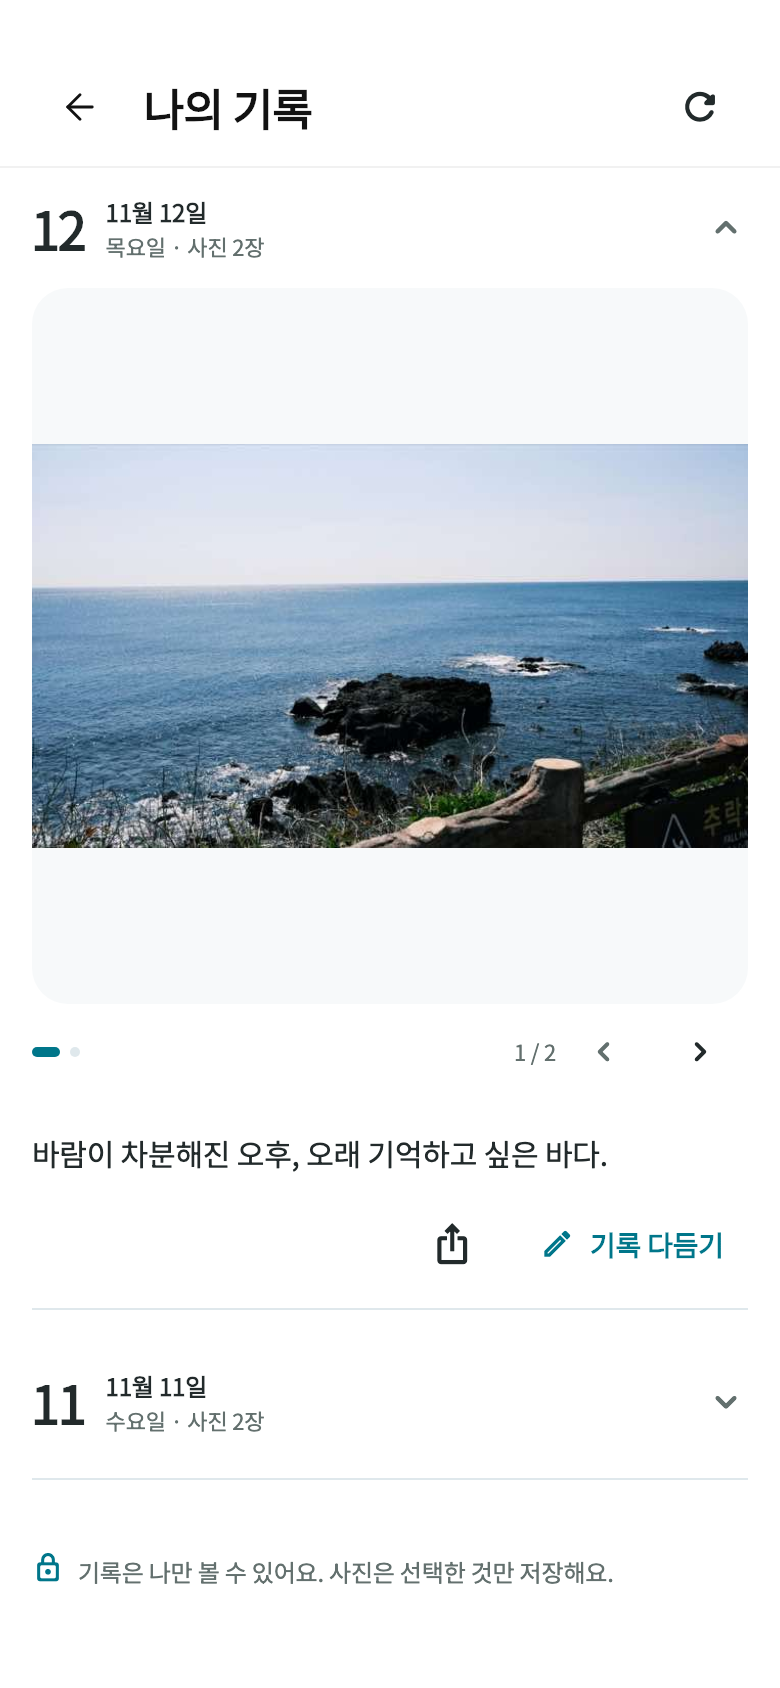 나의 기록
12
11월 12일
목요일 · 사진 2장
추락
1 / 2
바람이 차분해진 오후, 오래 기억하고 싶은 바다.
기록 다듬기
11
11월 11일
수요일 · 사진 2장
기록은 나만 볼 수 있어요. 사진은 선택한 것만 저장해요.